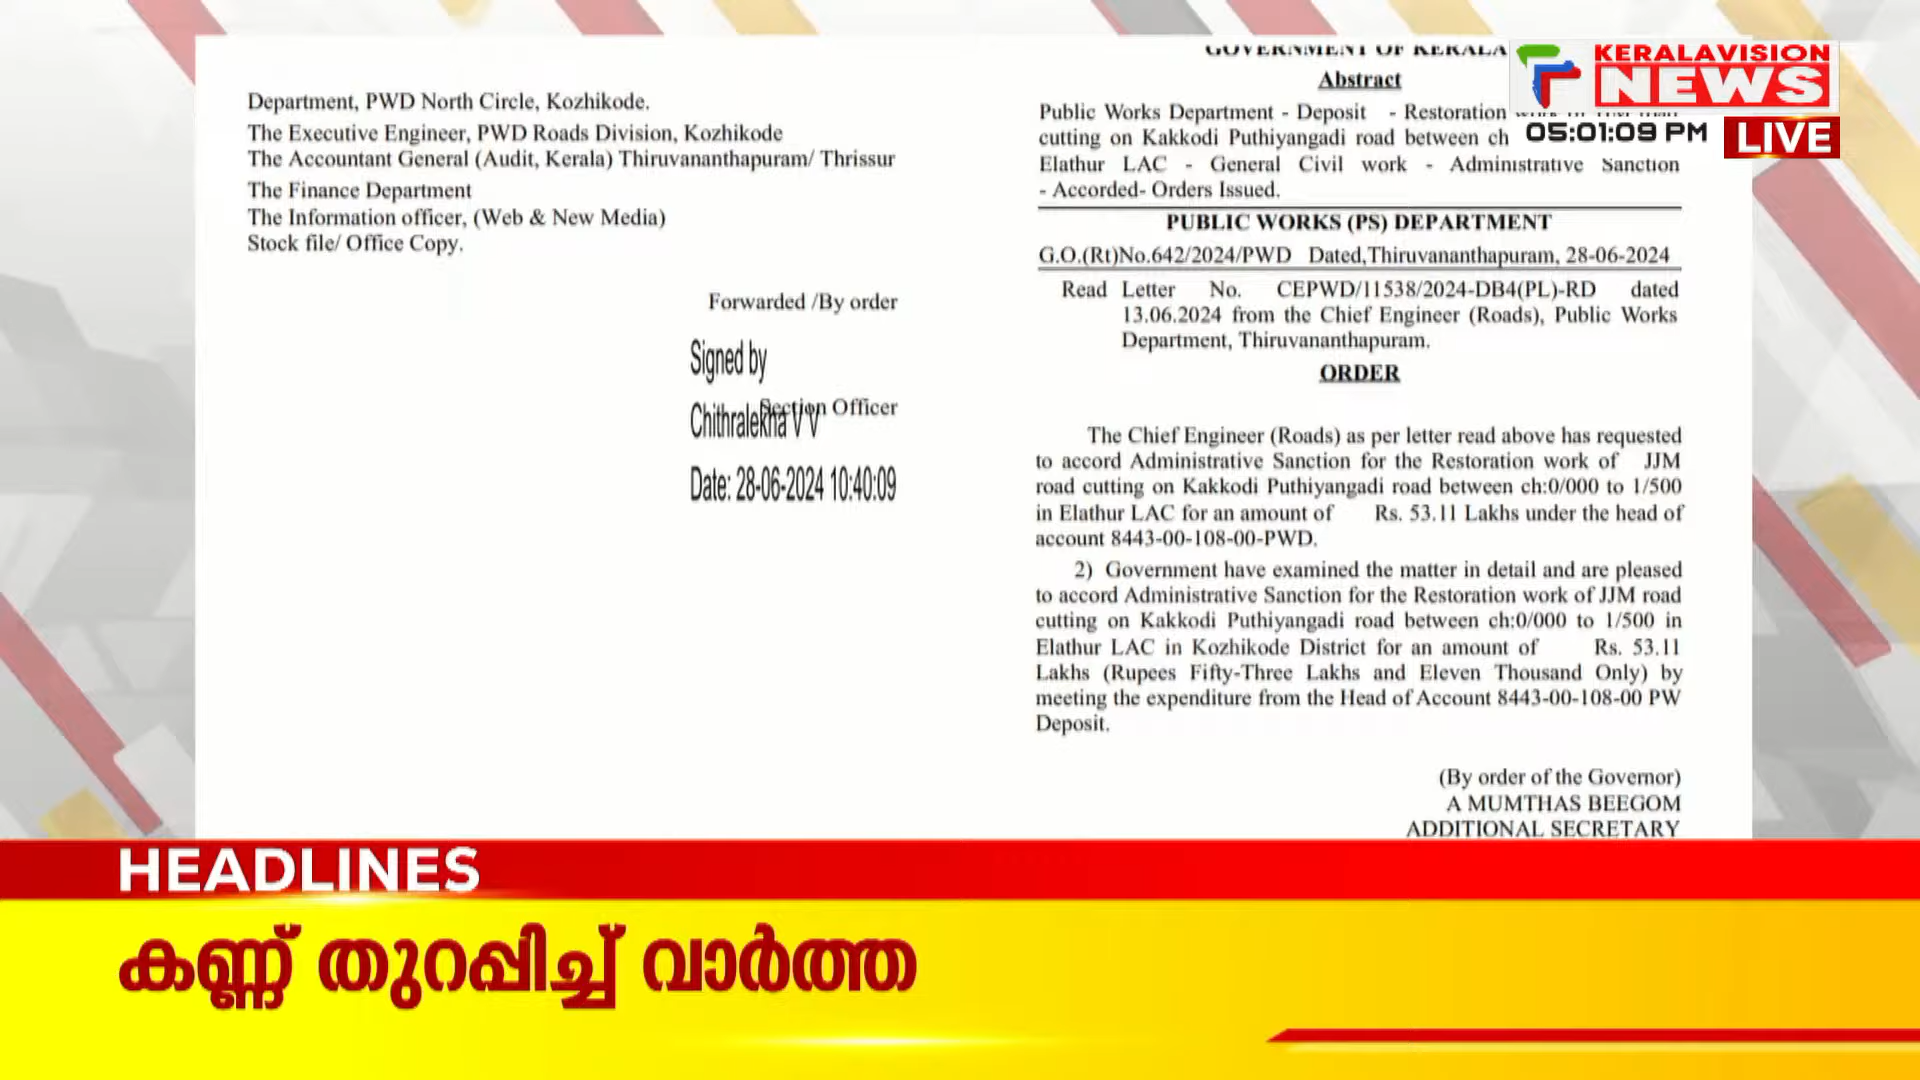 Department, PWD North Circle, Kozhikode.
The Executive Engineer, PWD Roads Division, Kozhikode
The Accountant General (Audit, Kerala) Thiruvananthapuram/ Thrissur
The Finance Department
The Information officer, (Web & New Media)
Stock file/ Office Copy.
Forwarded /By order
Signed by
Section Officer
Chithralekha V V
Date: 28-06-2024 10:40:09
GOVERNMENT OF KERALA
Abstract
Public Works Department - Deposit - Restoration
cutting on Kakkodi Puthiyangadi road between ch
Elathur LAC - General Civil work - Administrative Sanction
- Accorded- Orders Issued.
PUBLIC WORKS (PS) DEPARTMENT
G.O.(Rt)No.642/2024/PWD Dated,Thiruvananthapuram, 28-06-2024
Read Letter No. CEPWD/11538/2024-DB4(PL)-RD dated
13.06.2024 from the Chief Engineer (Roads), Public Works
Department, Thiruvananthapuram.
ORDER
The Chief Engineer (Roads) as per letter read above has requested
to accord Administrative Sanction for the Restoration work of JJM
road cutting on Kakkodi Puthiyangadi road between ch:0/000 to 1/500
in Elathur LAC for an amount of Rs. 53.11 Lakhs under the head of
account 8443-00-108-00-PWD.
2) Government have examined the matter in detail and are pleased
to accord Administrative Sanction for the Restoration work of JJM road
cutting on Kakkodi Puthiyangadi road between ch:0/000 to 1/500 in
Elathur LAC in Kozhikode District for an amount of Rs. 53.11
Lakhs (Rupees Fifty-Three Lakhs and Eleven Thousand Only) by
meeting the expenditure from the Head of Account 8443-00-108-00 PW
Deposit.
(By order of the Governor)
A MUMTHAS BEEGOM
ADDITIONAL SECRETARY
KERALAVISION
NEWS
05:01:09 PM
LIVE
HEADLINES
കണ്ണ് തുറപ്പിച്ച് വാർത്ത